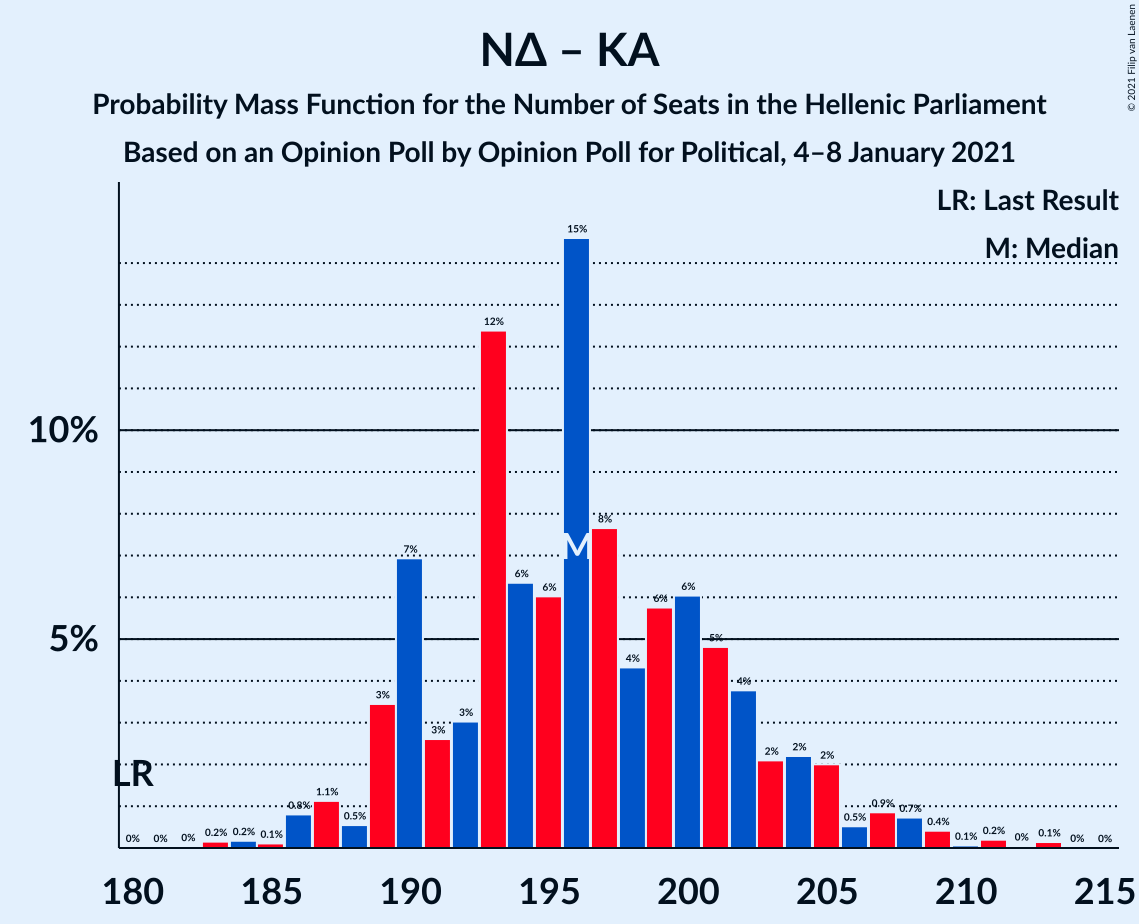 © 2021 Filip van Laenen
ΝΔ – ΚΑ
Probability Mass Function for the Number of Seats in the Hellenic Parliament
Based on an Opinion Poll by Opinion Poll for Political, 4–8 January 2021
LR: Last Result
M: Median
15%
12%
10%
8%
7%
M
6%
6%
6%
6%
5%
5%
4%
4%
3%
3%
3%
2%
2%
2%
LR
1.1%
0.8%
0.5%
0.5%
0.9%
0.7%
0.4%
0% 0% 0% 0.2% 0.2% 0.1%
0.1% 0.2% 0% 0.1% 0% 0%
180 185 190 195 200 205 210 215